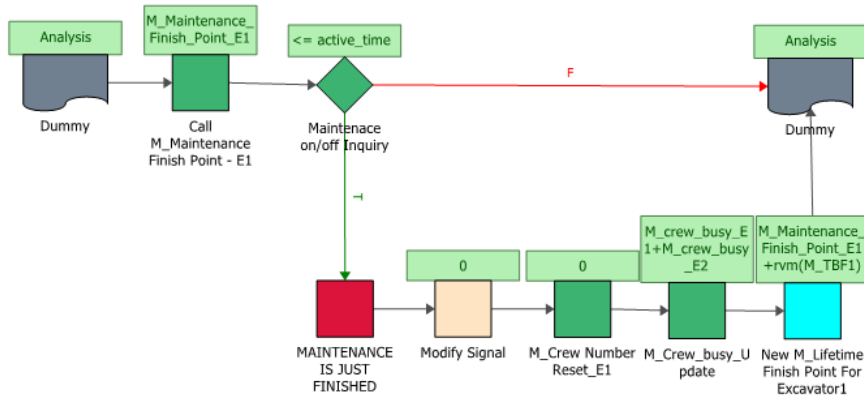 Analysis
Dummy
M_Maintenance_
Finish_Point_E1
Call
M_Maintenance
Finish Point - E1
<= active_time
Maintenace
on/off Inquiry
F
Analysis
Dummy
T
MAINTENANCE
IS JUST
FINISHED
0
Modify Signal
0
M_Crew Number
Reset_E1
M_crew_busy_E
1+M_crew_busy
_E2
M_Crew_busy_U
pdate
M_Maintenance_
Finish_Point_E1
+rvm(M_TBF1)
New M_Lifetime
Finish Point For
Excavator1